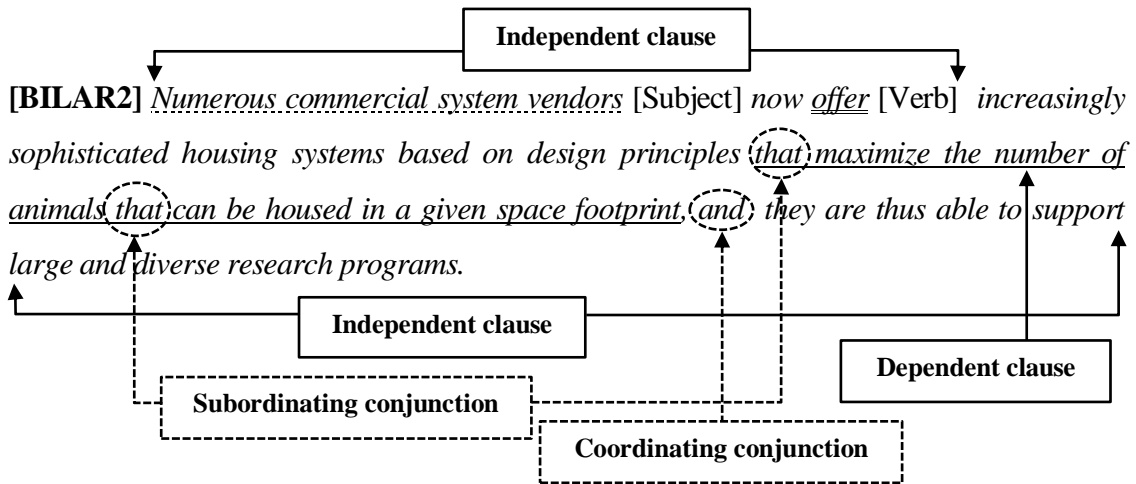 Independent clause
[BILAR2] Numerous commercial system vendors [Subject] now offer [Verb] increasingly
sophisticated housing systems based on design principles that maximize the number of
animals that can be housed in a given space footprint, and they are thus able to support
large and diverse research programs.
Independent clause
Dependent clause
Subordinating conjunction
Coordinating conjunction